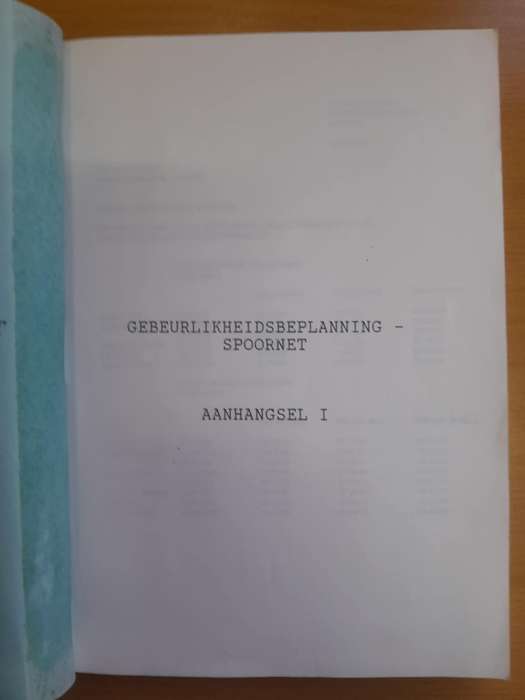 GEBEURLIKHEIDSBEPLANNING -
SPOORNET
AANHANGSEL I